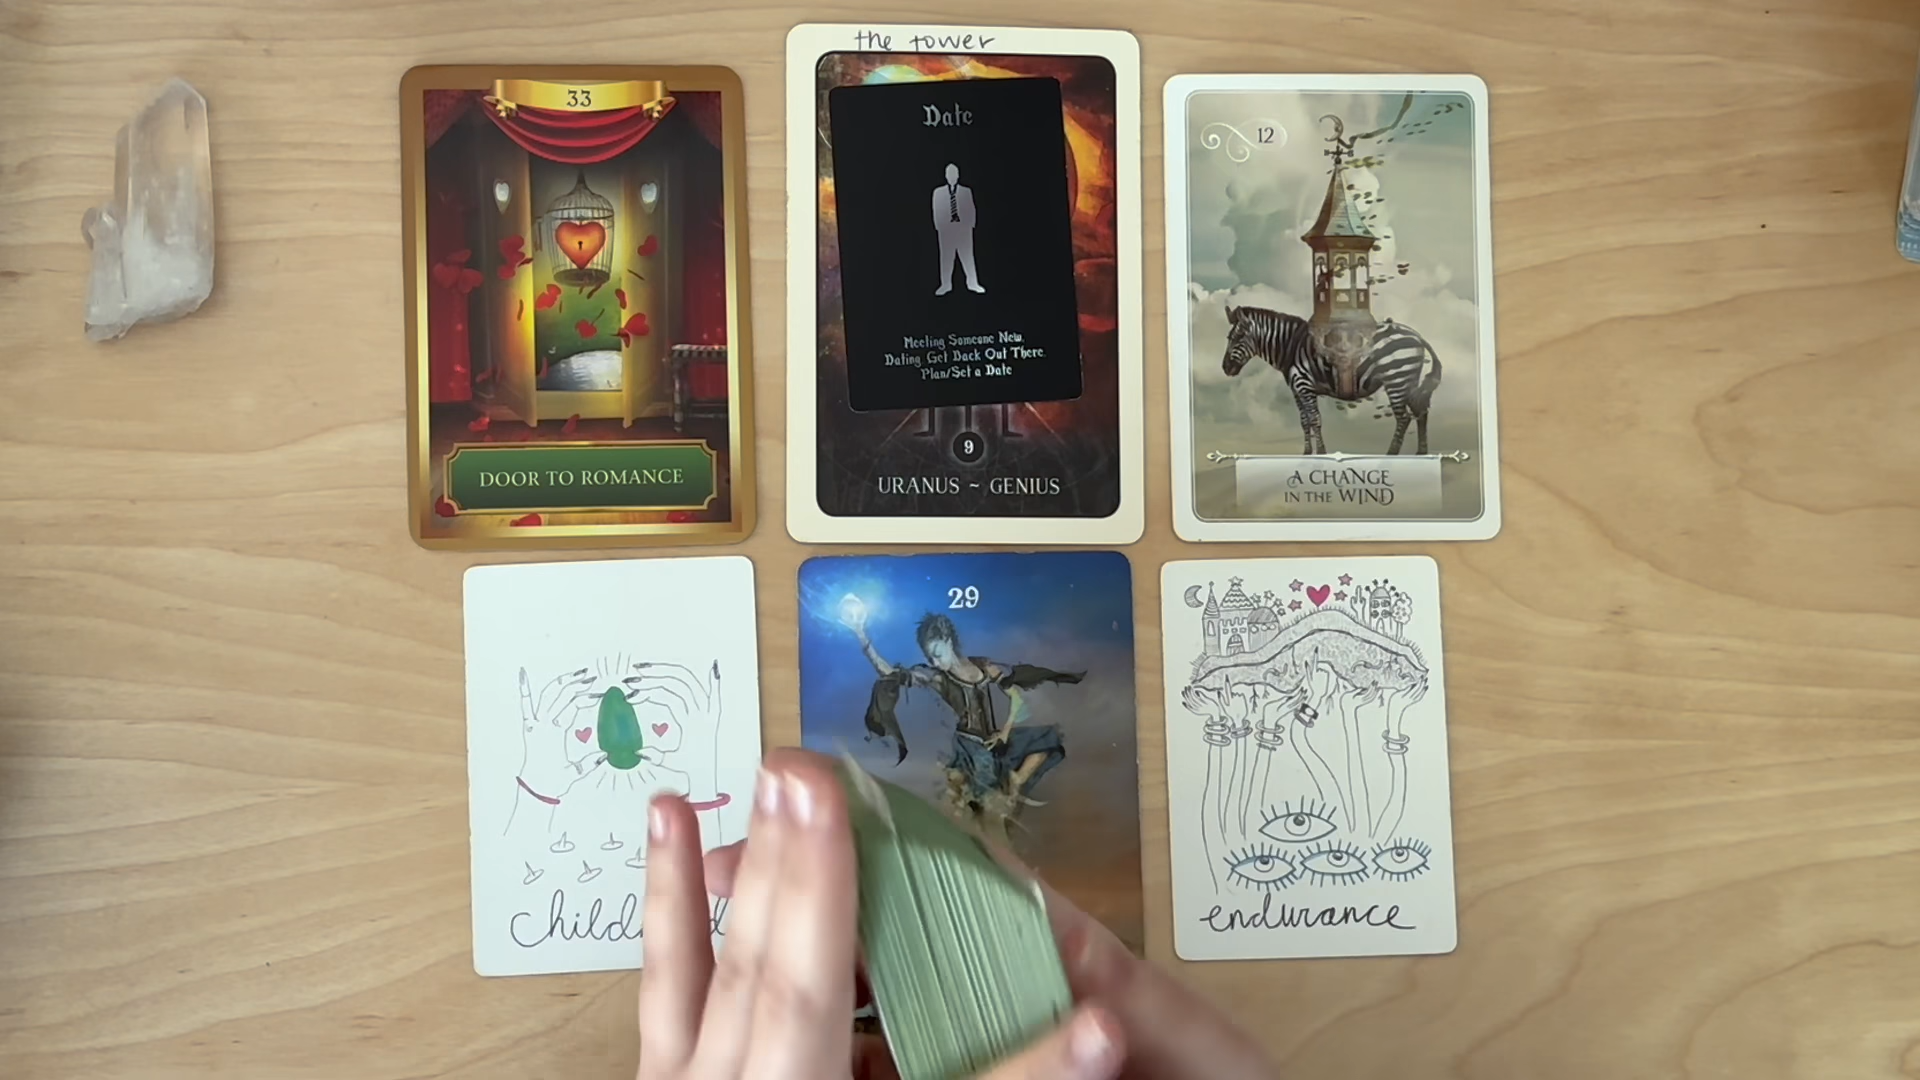 33
DOOR TO ROMANCE
the tower
Date
Meeting Someone New,
Dating, Get Back Out There,
Plan/Set a Date
9
URANUS ~ GENIUS
12
A CHANGE
IN THE WIND
29
endurance